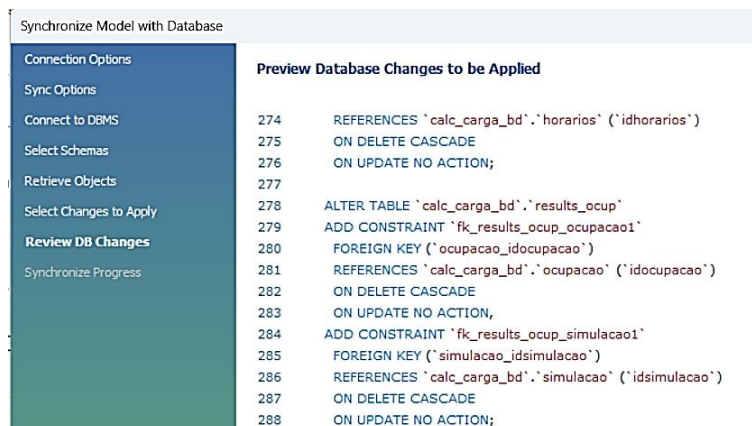 Synchronize Model with Database
Connection Options
Sync Options
Connect to DBMS
Select Schemas
Retrieve Objects
Select Changes to Apply
Review DB Changes
Synchronize Progress
Preview Database Changes to be Applied
274 REFERENCES `calc_carga_bd`.`horarios` (`idhorarios`)
275 ON DELETE CASCADE
276 ON UPDATE NO ACTION;
277
278 ALTER TABLE `calc_carga_bd`.`results_ocup`
279 ADD CONSTRAINT `fk_results_ocup_ocupacao1`
280 FOREIGN KEY (`ocupacao_idocupacao`)
281 REFERENCES `calc_carga_bd`.`ocupacao` (`idocupacao`)
282 ON DELETE CASCADE
283 ON UPDATE NO ACTION,
284 ADD CONSTRAINT `fk_results_ocup_simulacao1`
285 FOREIGN KEY (`simulacao_idsimulacao`)
286 REFERENCES `calc_carga_bd`.`simulacao` (`idsimulacao`)
287 ON DELETE CASCADE
288 ON UPDATE NO ACTION;